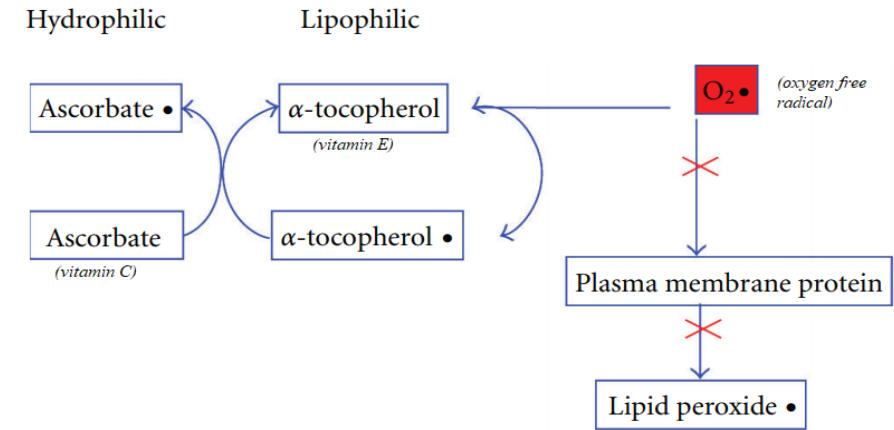 Hydrophilic
Lipophilic
Ascorbate •
α-tocopherol
(vitamin E)
O₂•
(oxygen free
radical)
Ascorbate
(vitamin C)
α-tocopherol •
Plasma membrane protein
Lipid peroxide •